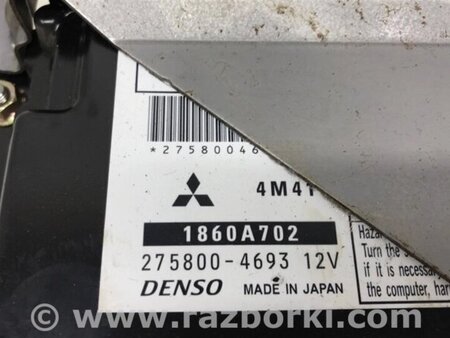 *27580046
4M41
1860A702
275800-4693 12V
DENSO MADE IN JAPAN
Turn the
if it is necessary
the computer, har
© www.razborki.com